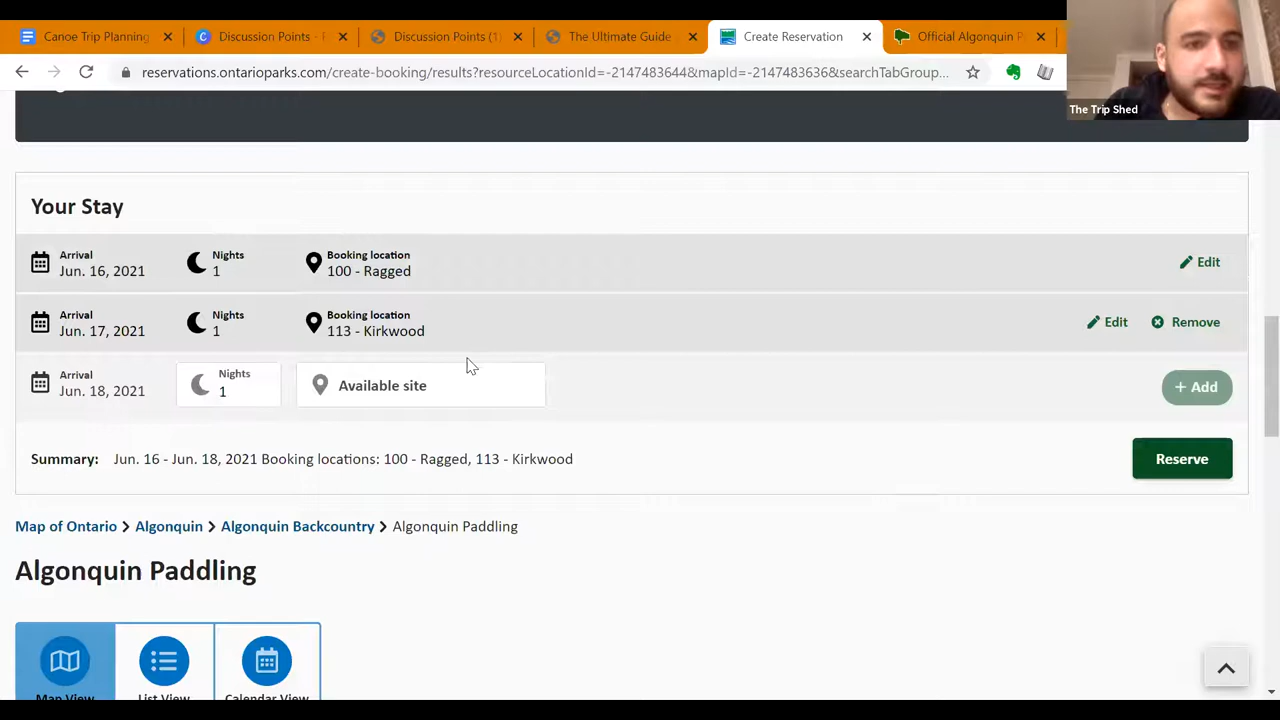 Canoe Trip Planning
Discussion Points -
Discussion Points (1)
The Ultimate Guide
Create Reservation
Official Algonquin P
reservations.ontarioparks.com/create-booking/results?resourceLocationId=-2147483644&mapId=-2147483636&searchTabGroup...
The Trip Shed
Your Stay
Arrival
Jun. 16, 2021
Nights
1
Booking location
100 - Ragged
Edit
Arrival
Jun. 17, 2021
Nights
1
Booking location
113 - Kirkwood
Edit
Remove
Arrival
Jun. 18, 2021
Nights
1
Available site
+ Add
Summary: Jun. 16 - Jun. 18, 2021 Booking locations: 100 - Ragged, 113 - Kirkwood
Reserve
Map of Ontario > Algonquin > Algonquin Backcountry > Algonquin Paddling
Algonquin Paddling
Map View
List View
Calendar View